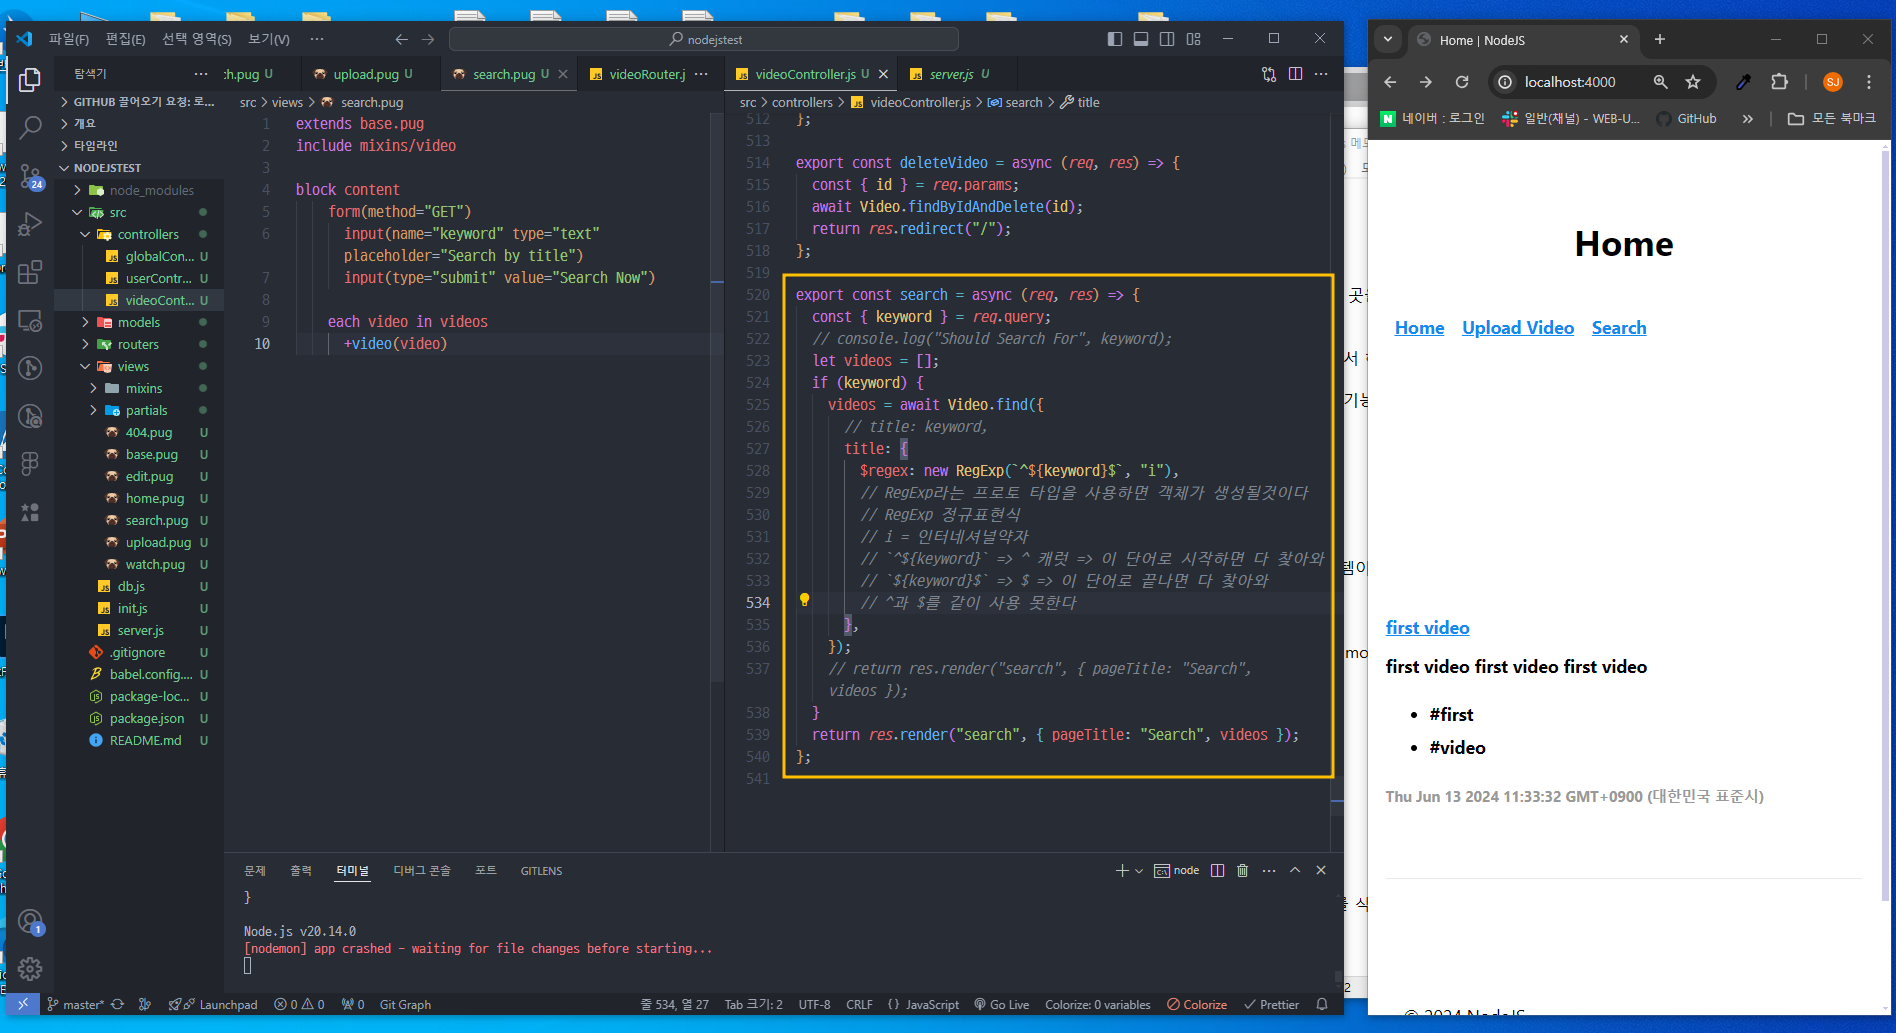 파일(F) 편집(E) 선택 영역(S) 보기(V) ··· nodejstest
탐색기 ···
GITHUB 끌어오기 요청: 로...
개요
타임라인
NODEJSTEST
node_modules
src
controllers
globalCon... U
userContr... U
videoCont... U
models
routers
views
mixins
partials
404.pug U
base.pug U
edit.pug U
home.pug U
search.pug U
upload.pug U
watch.pug U
db.js U
init.js U
server.js U
.gitignore U
babel.config.... U
package-loc... U
package.json U
README.md U
24
1
ch.pug U upload.pug U search.pug U videoRouter.j ···
src > views > search.pug
1 extends base.pug
2 include mixins/video
3
4 block content
5 form(method="GET")
6 input(name="keyword" type="text"
placeholder="Search by title")
7 input(type="submit" value="Search Now")
8
9 each video in videos
10 +video(video)
videoController.js U server.js U ···
src > controllers > videoController.js > search > title
512 };
513
514 export const deleteVideo = async (req, res) => {
515 const { id } = req.params;
516 await Video.findByIdAndDelete(id);
517 return res.redirect("/");
518 };
519
520 export const search = async (req, res) => {
521 const { keyword } = req.query;
522 // console.log("Should Search For", keyword);
523 let videos = [];
524 if (keyword) {
525 videos = await Video.find({
526 // title: keyword,
527 title: {
528 $regex: new RegExp(`^${keyword}$`, "i"),
529 // RegExp라는 프로토 타입을 사용하면 객체가 생성될것이다
530 // RegExp 정규표현식
531 // i = 인터네셔널약자
532 // `^${keyword}` => ^ 캐럿 => 이 단어로 시작하면 다 찾아와
533 // `${keyword}$` => $ => 이 단어로 끝나면 다 찾아와
534 // ^과 $를 같이 사용 못한다
535 },
536 });
537 // return res.render("search", { pageTitle: "Search",
videos });
538 }
539 return res.render("search", { pageTitle: "Search", videos });
540 };
541
문제 출력 터미널 디버그 콘솔 포트 GITLENS
node
}
Node.js v20.14.0
[nodemon] app crashed - waiting for file changes before starting...
master* Launchpad 0 0 0 Git Graph 줄 534, 열 27 Tab 크기: 2 UTF-8 CRLF {} JavaScript Go Live Colorize: 0 variables Colorize Prettier
Home | NodeJS
localhost:4000
SJ
네이버 : 로그인 일반(채널) - WEB-U... GitHub » 모든 북마크
Home
Home Upload Video Search
first video
first video first video first video
• #first
• #video
Thu Jun 13 2024 11:33:32 GMT+0900 (대한민국 표준시)
© 2024 NodeJS